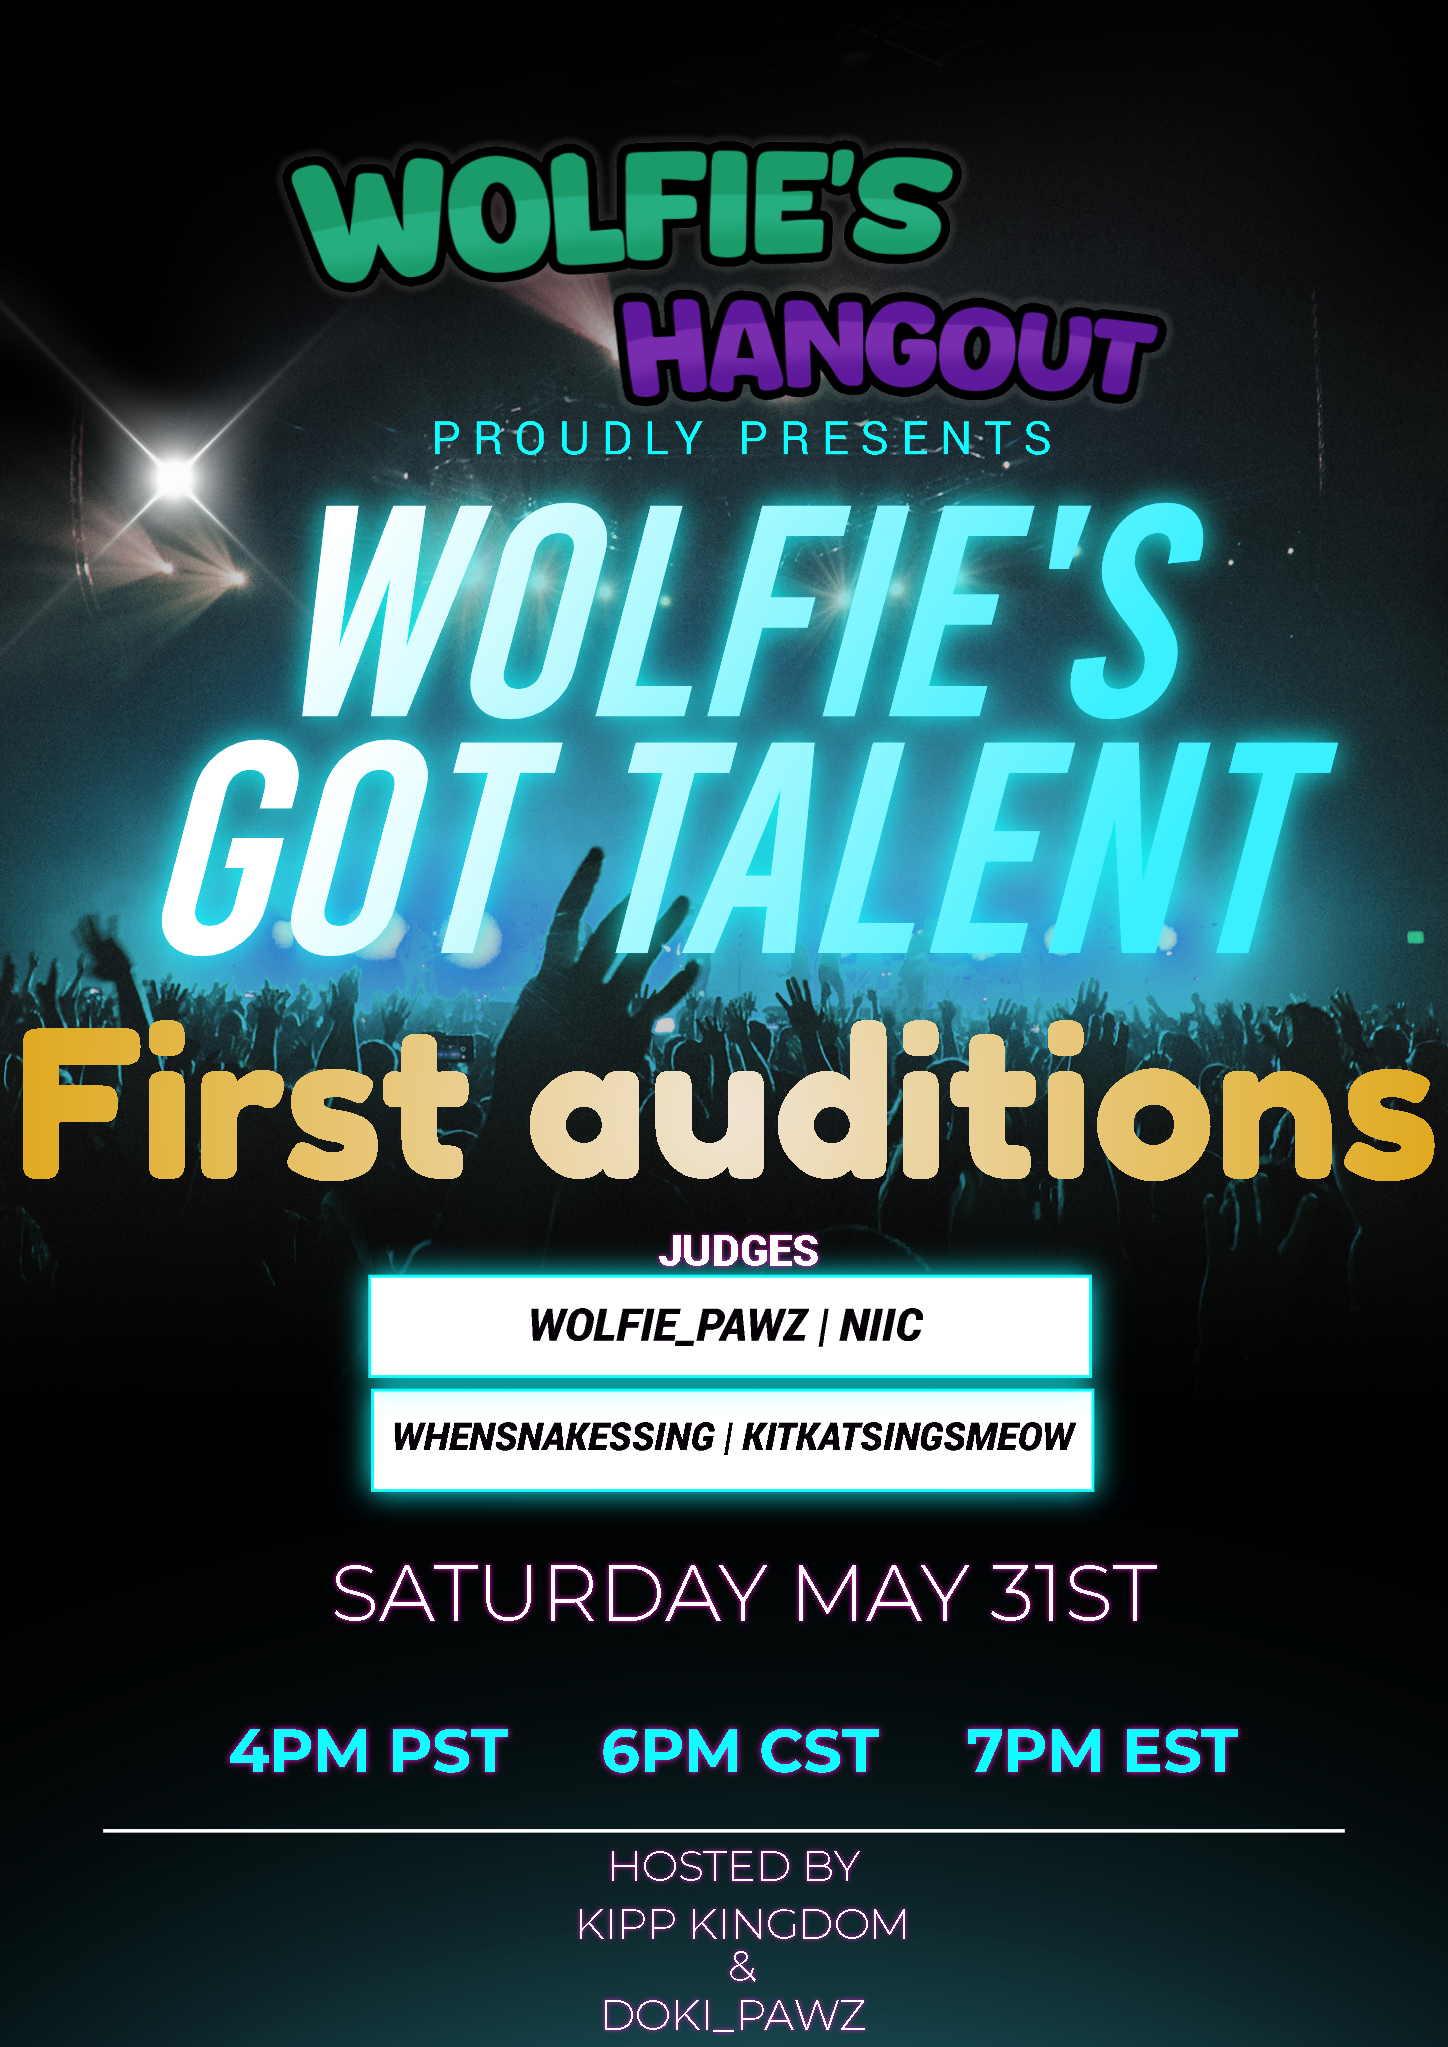 WOLFIE'S
HANGOUT
PROUDLY PRESENTS
WOLFIE'S
GOT TALENT
First auditions
JUDGES
WOLFIE_PAWZ | NIIC
WHENSNAKESSING | KITKATSINGSMEOW
SATURDAY MAY 31ST
4PM PST 6PM CST 7PM EST
HOSTED BY
KIPP KINGDOM
&
DOKI_PAWZ